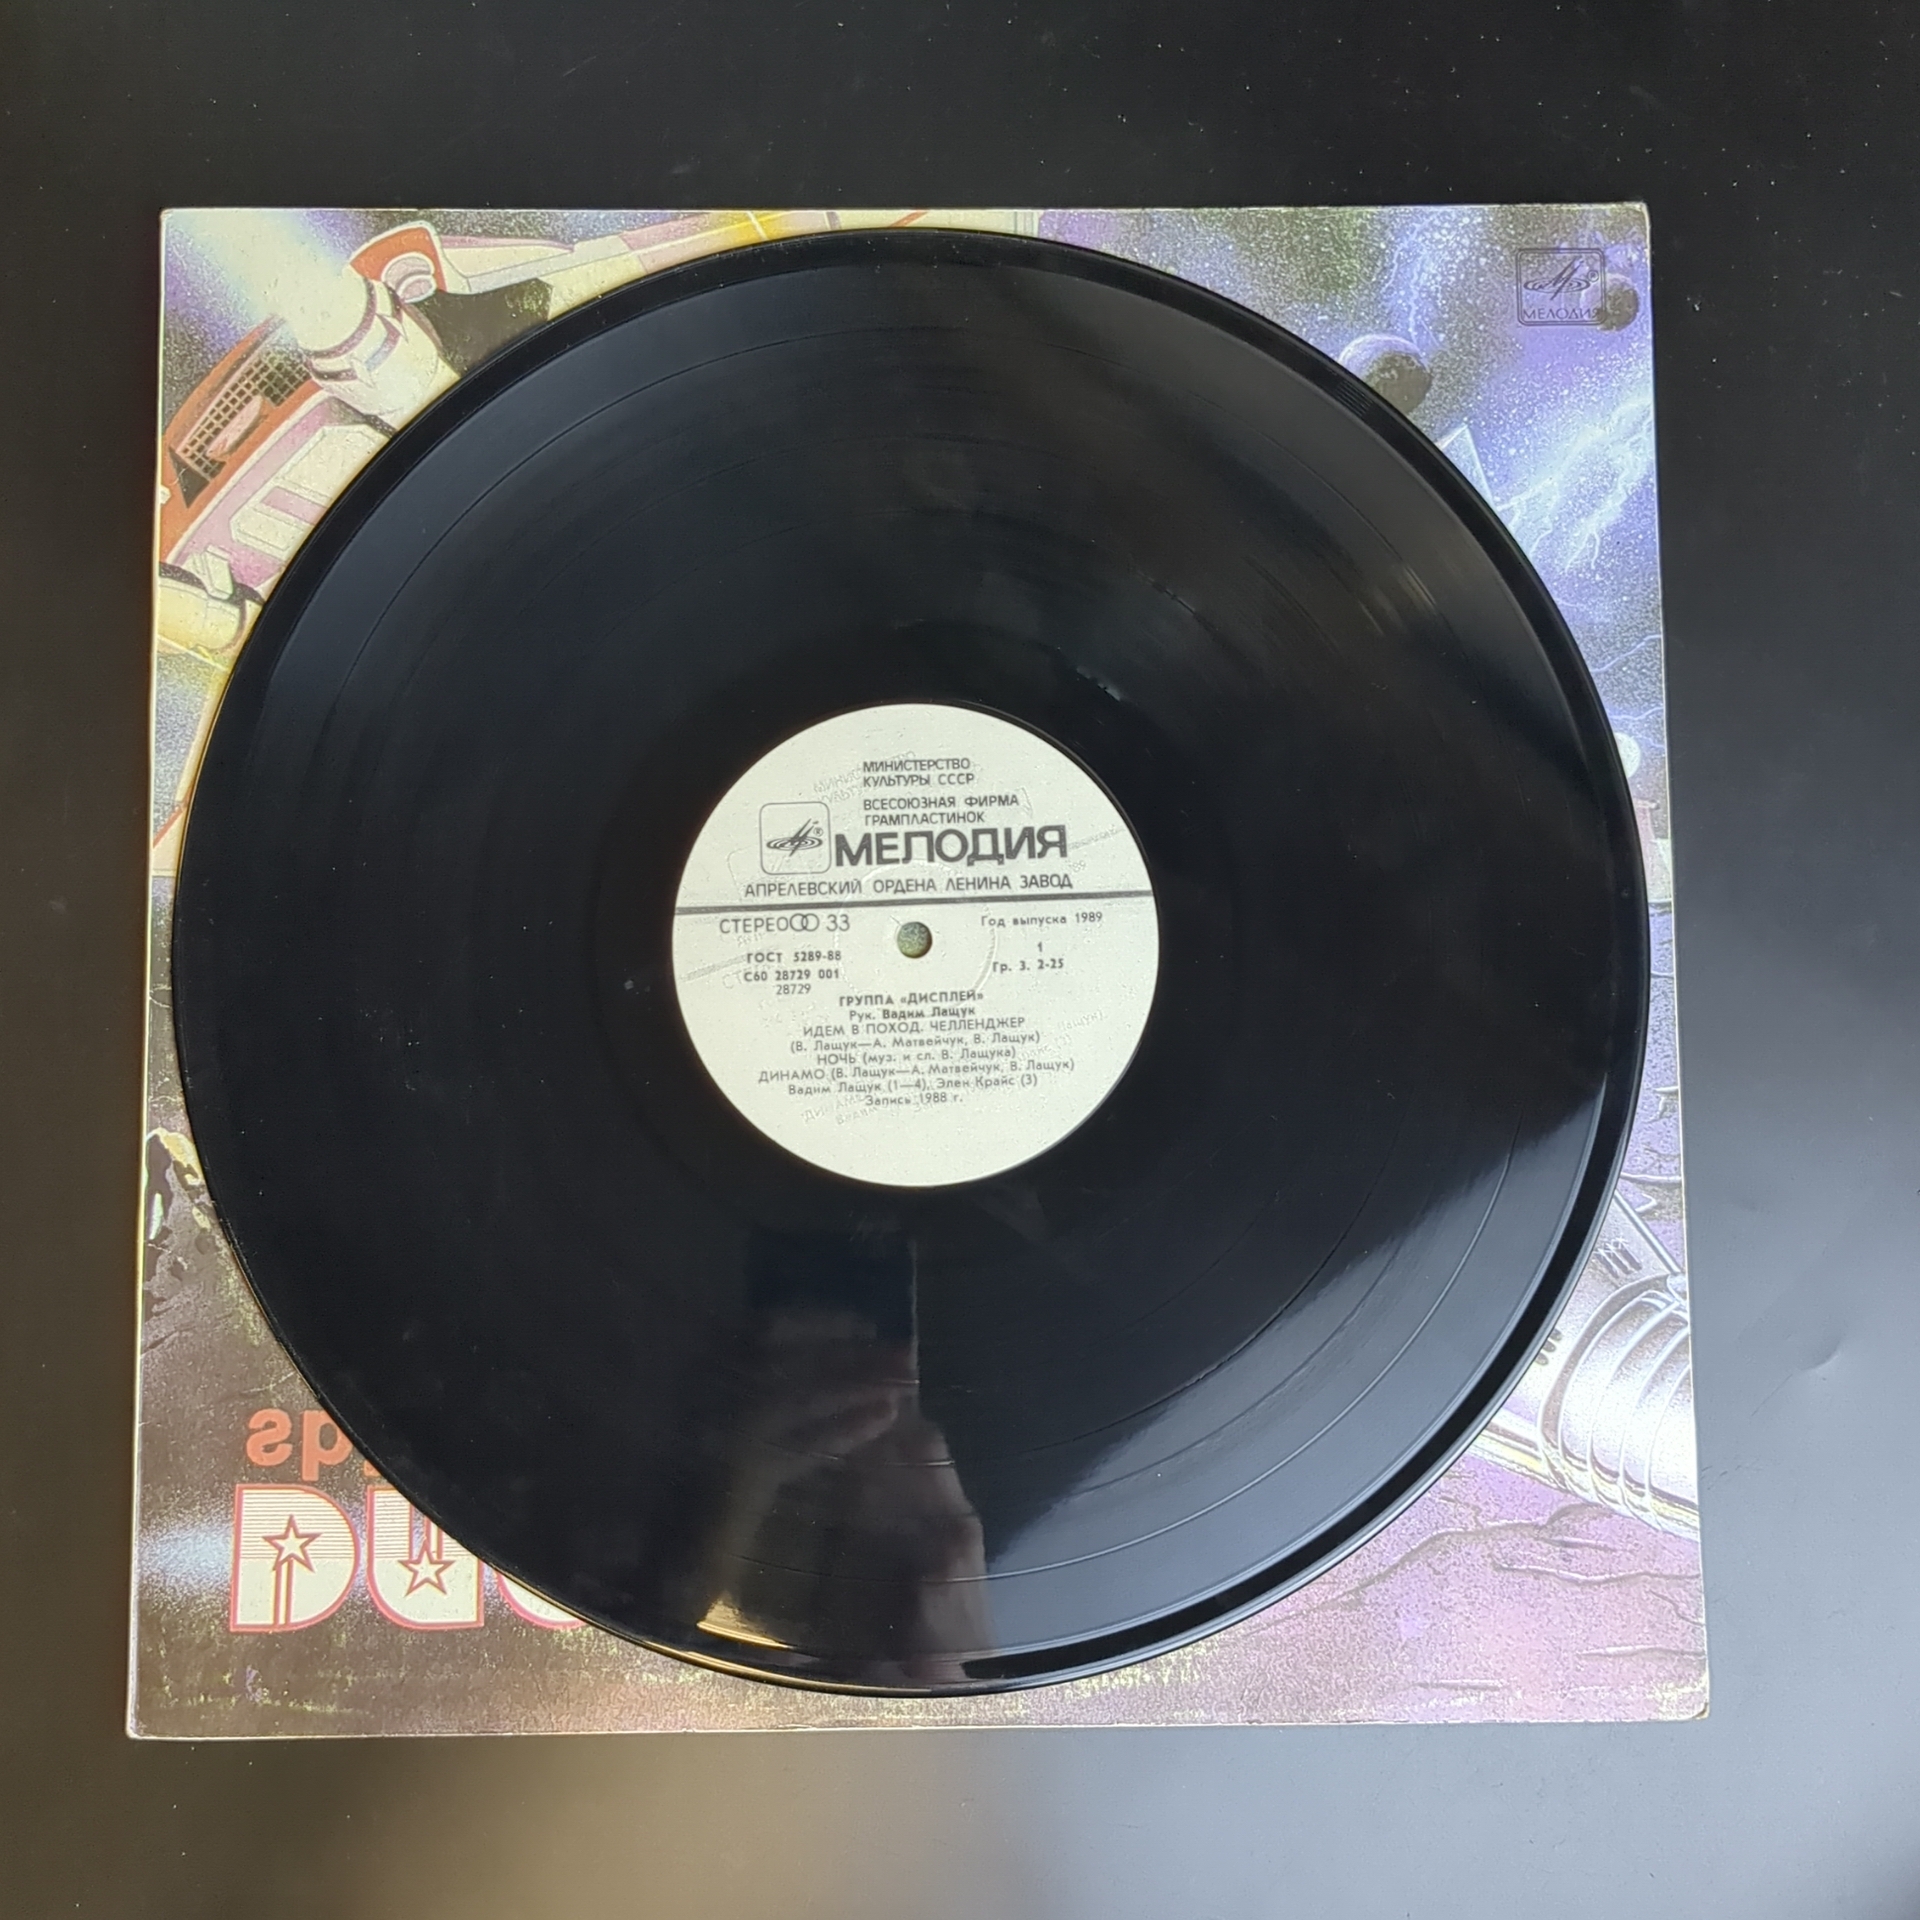 МЕЛОДИЯ
МИНИСТЕРСТВО
КУЛЬТУРЫ СССР
ВСЕСОЮЗНАЯ ФИРМА
ГРАМПЛАСТИНОК
МЕЛОДИЯ
АПРЕЛЕВСКИЙ ОРДЕНА ЛЕНИНА ЗАВОД
СТЕРЕО 33
Год выпуска 1989
ГОСТ 5289-88
1
С60 28729 001
Гр. 3. 2-25
28729
ГРУППА «ДИСПЛЕЙ»
Рук. Вадим Лащук
ИДЕМ В ПОХОД. ЧЕЛЛЕНДЖЕР
(В. Лащук—А. Матвейчук, В. Лащук)
НОЧЬ (муз. и сл. В. Лащука)
ДИНАМО (В. Лащук—А. Матвейчук, В. Лащук)
Вадим Лащук (1—4), Элен Крайс (3)
Запись 1988 г.